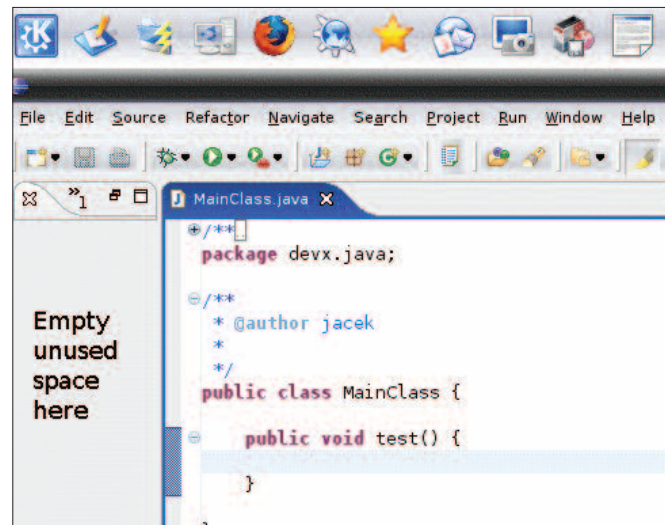 File Edit Source Refactor Navigate Search Project Run Window Help
»1
MainClass.java
/**
package devx.java;
/**
* @author jacek
*
*/
public class MainClass {
public void test() {
}
Empty
unused
space
here